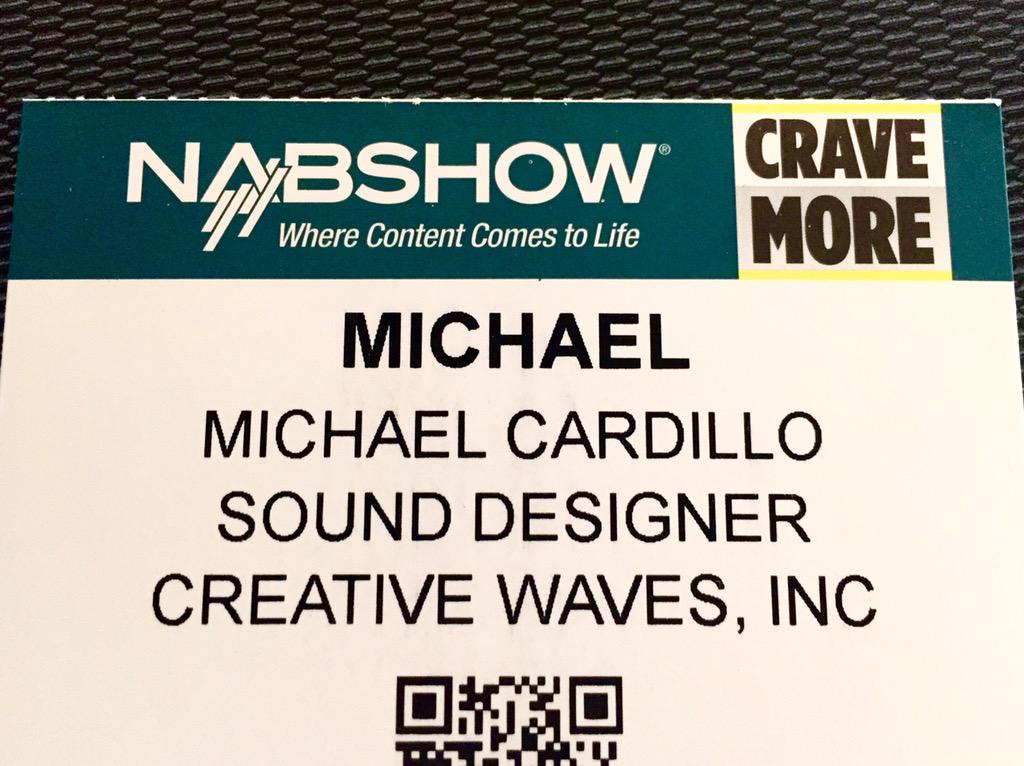 NABSHOW®
Where Content Comes to Life
CRAVE
MORE
MICHAEL
MICHAEL CARDILLO
SOUND DESIGNER
CREATIVE WAVES, INC